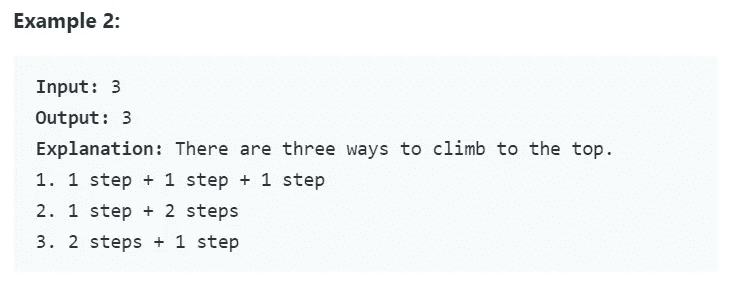 Example 2:
Input: 3
Output: 3
Explanation: There are three ways to climb to the top.
1. 1 step + 1 step + 1 step
2. 1 step + 2 steps
3. 2 steps + 1 step